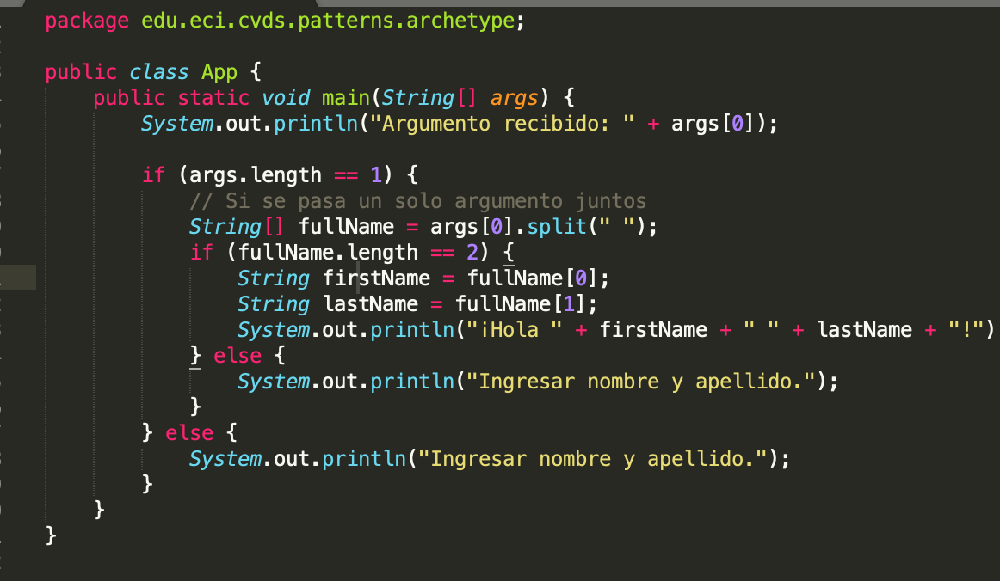 package edu.eci.cvds.patterns.archetype;
public class App {
public static void main(String[] args) {
System.out.println("Argumento recibido: " + args[0]);
if (args.length == 1) {
// Si se pasa un solo argumento juntos
String[] fullName = args[0].split(" ");
if (fullName.length == 2) {
String firstName = fullName[0];
String lastName = fullName[1];
System.out.println("¡Hola " + firstName + " " + lastName + "!")
} else {
System.out.println("Ingresar nombre y apellido.");
}
} else {
System.out.println("Ingresar nombre y apellido.");
}
}
}